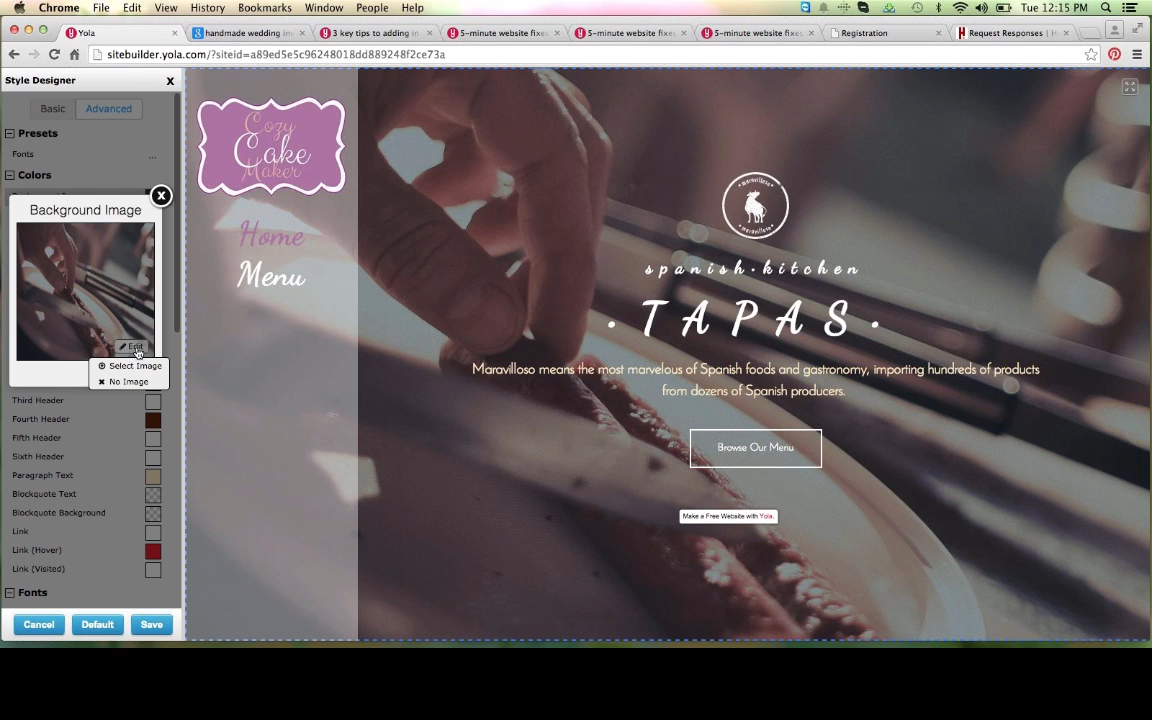 Chrome File Edit View History Bookmarks Window People Help
Tue 12:15 PM
Yola
handmade wedding in
3 key tips to adding in
5-minute website fixes
5-minute website fixe
5-minute website fixe
Registration
Request Responses | H
sitebuilder.yola.com/?siteid=a89ed5e5c96248018dd889248f2ce73a
Style Designer X
Basic Advanced
Presets
Fonts ...
Colors
Background Image
Edit
Select Image
No Image
Third Header
Fourth Header
Fifth Header
Sixth Header
Paragraph Text
Blockquote Text
Blockquote Background
Link
Link (Hover)
Link (Visited)
Fonts
Cancel Default Save
Cozy
Cake
Maker
Home
Menu
maravilloso
maravilloso
spanish·kitchen
· TAPAS ·
Maravilloso means the most marvelous of Spanish foods and gastronomy, importing hundreds of products
from dozens of Spanish producers.
Browse Our Menu
Make a Free Website with Yola.